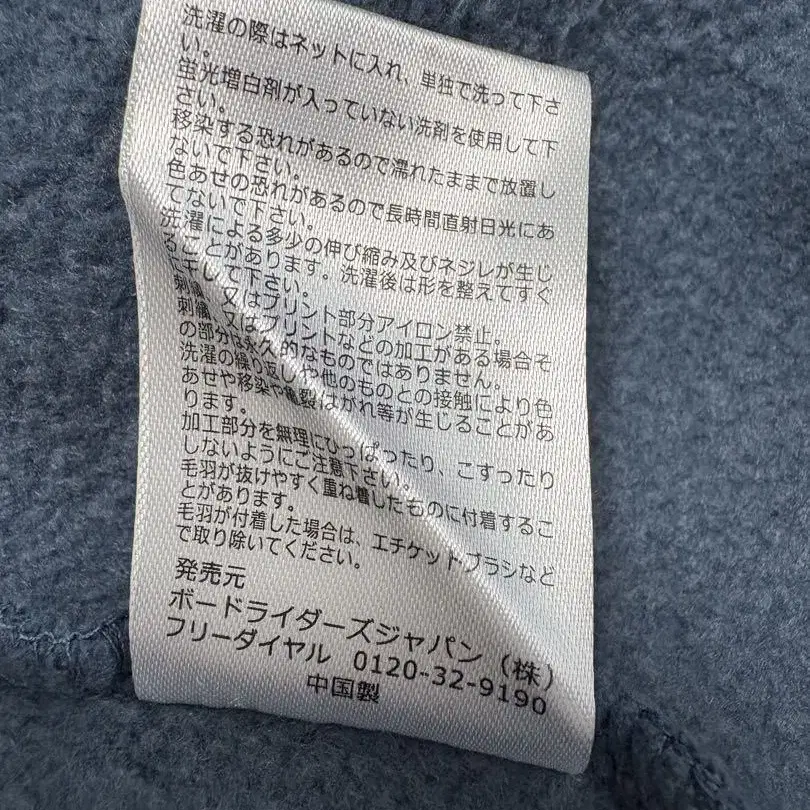 洗濯の際はネットに入れ、単独で洗って下さ
い。
蛍光増白剤が入っていない洗剤を使用して下
さい。
移染する恐れがあるので濡れたままで放置し
ないで下さい。
色あせの恐れがあるので長時間直射日光にあ
てないで下さい。
洗濯による多少の伸び縮み及びネジレが生じ
ることがあります。洗濯後は形を整えてすぐ
に干して下さい。
刺繍又はプリント部分アイロン禁止。
刺繍又はプリントなどの加工がある場合そ
の部分は永久的なものではありません。
洗濯の繰り返しや他のものとの接触により色
あせや移染や亀裂はがれ等が生じることがあ
ります。
加工部分を無理にひっぱったり、こすったり
しないようにご注意下さい。
毛羽が抜けやすく重ね着したものに付着するこ
とがあります。
毛羽が付着した場合は、エチケットブラシなど
で取り除いてください。
発売元
ボードライダーズジャパン(株)
フリーダイヤル 0120-32-9190
中国製